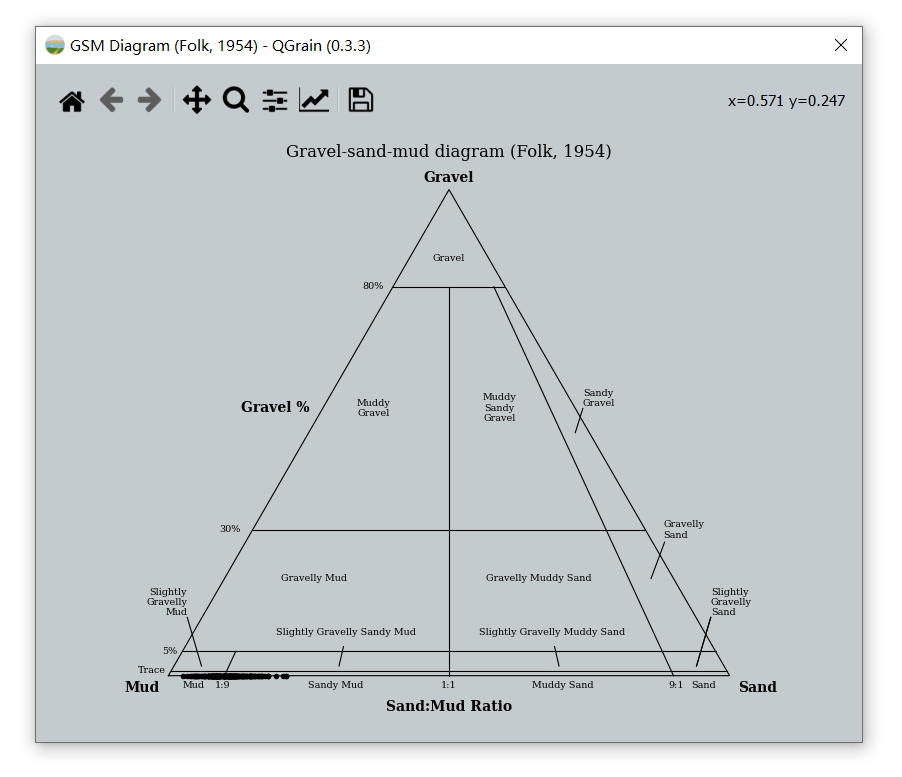 GSM Diagram (Folk, 1954) - QGrain (0.3.3)
x=0.571 y=0.247
Gravel-sand-mud diagram (Folk, 1954)
Gravel
Gravel
80%
Muddy
Gravel
Muddy
Sandy
Gravel
Sandy
Gravel
Gravel %
30%
Gravelly
Sand
Gravelly Mud
Gravelly Muddy Sand
Slightly
Gravelly
Mud
Slightly
Gravelly
Sand
Slightly Gravelly Sandy Mud
Slightly Gravelly Muddy Sand
5%
Trace
Mud
Mud
1:9
Sandy Mud
1:1
Muddy Sand
9:1
Sand
Sand
Sand:Mud Ratio